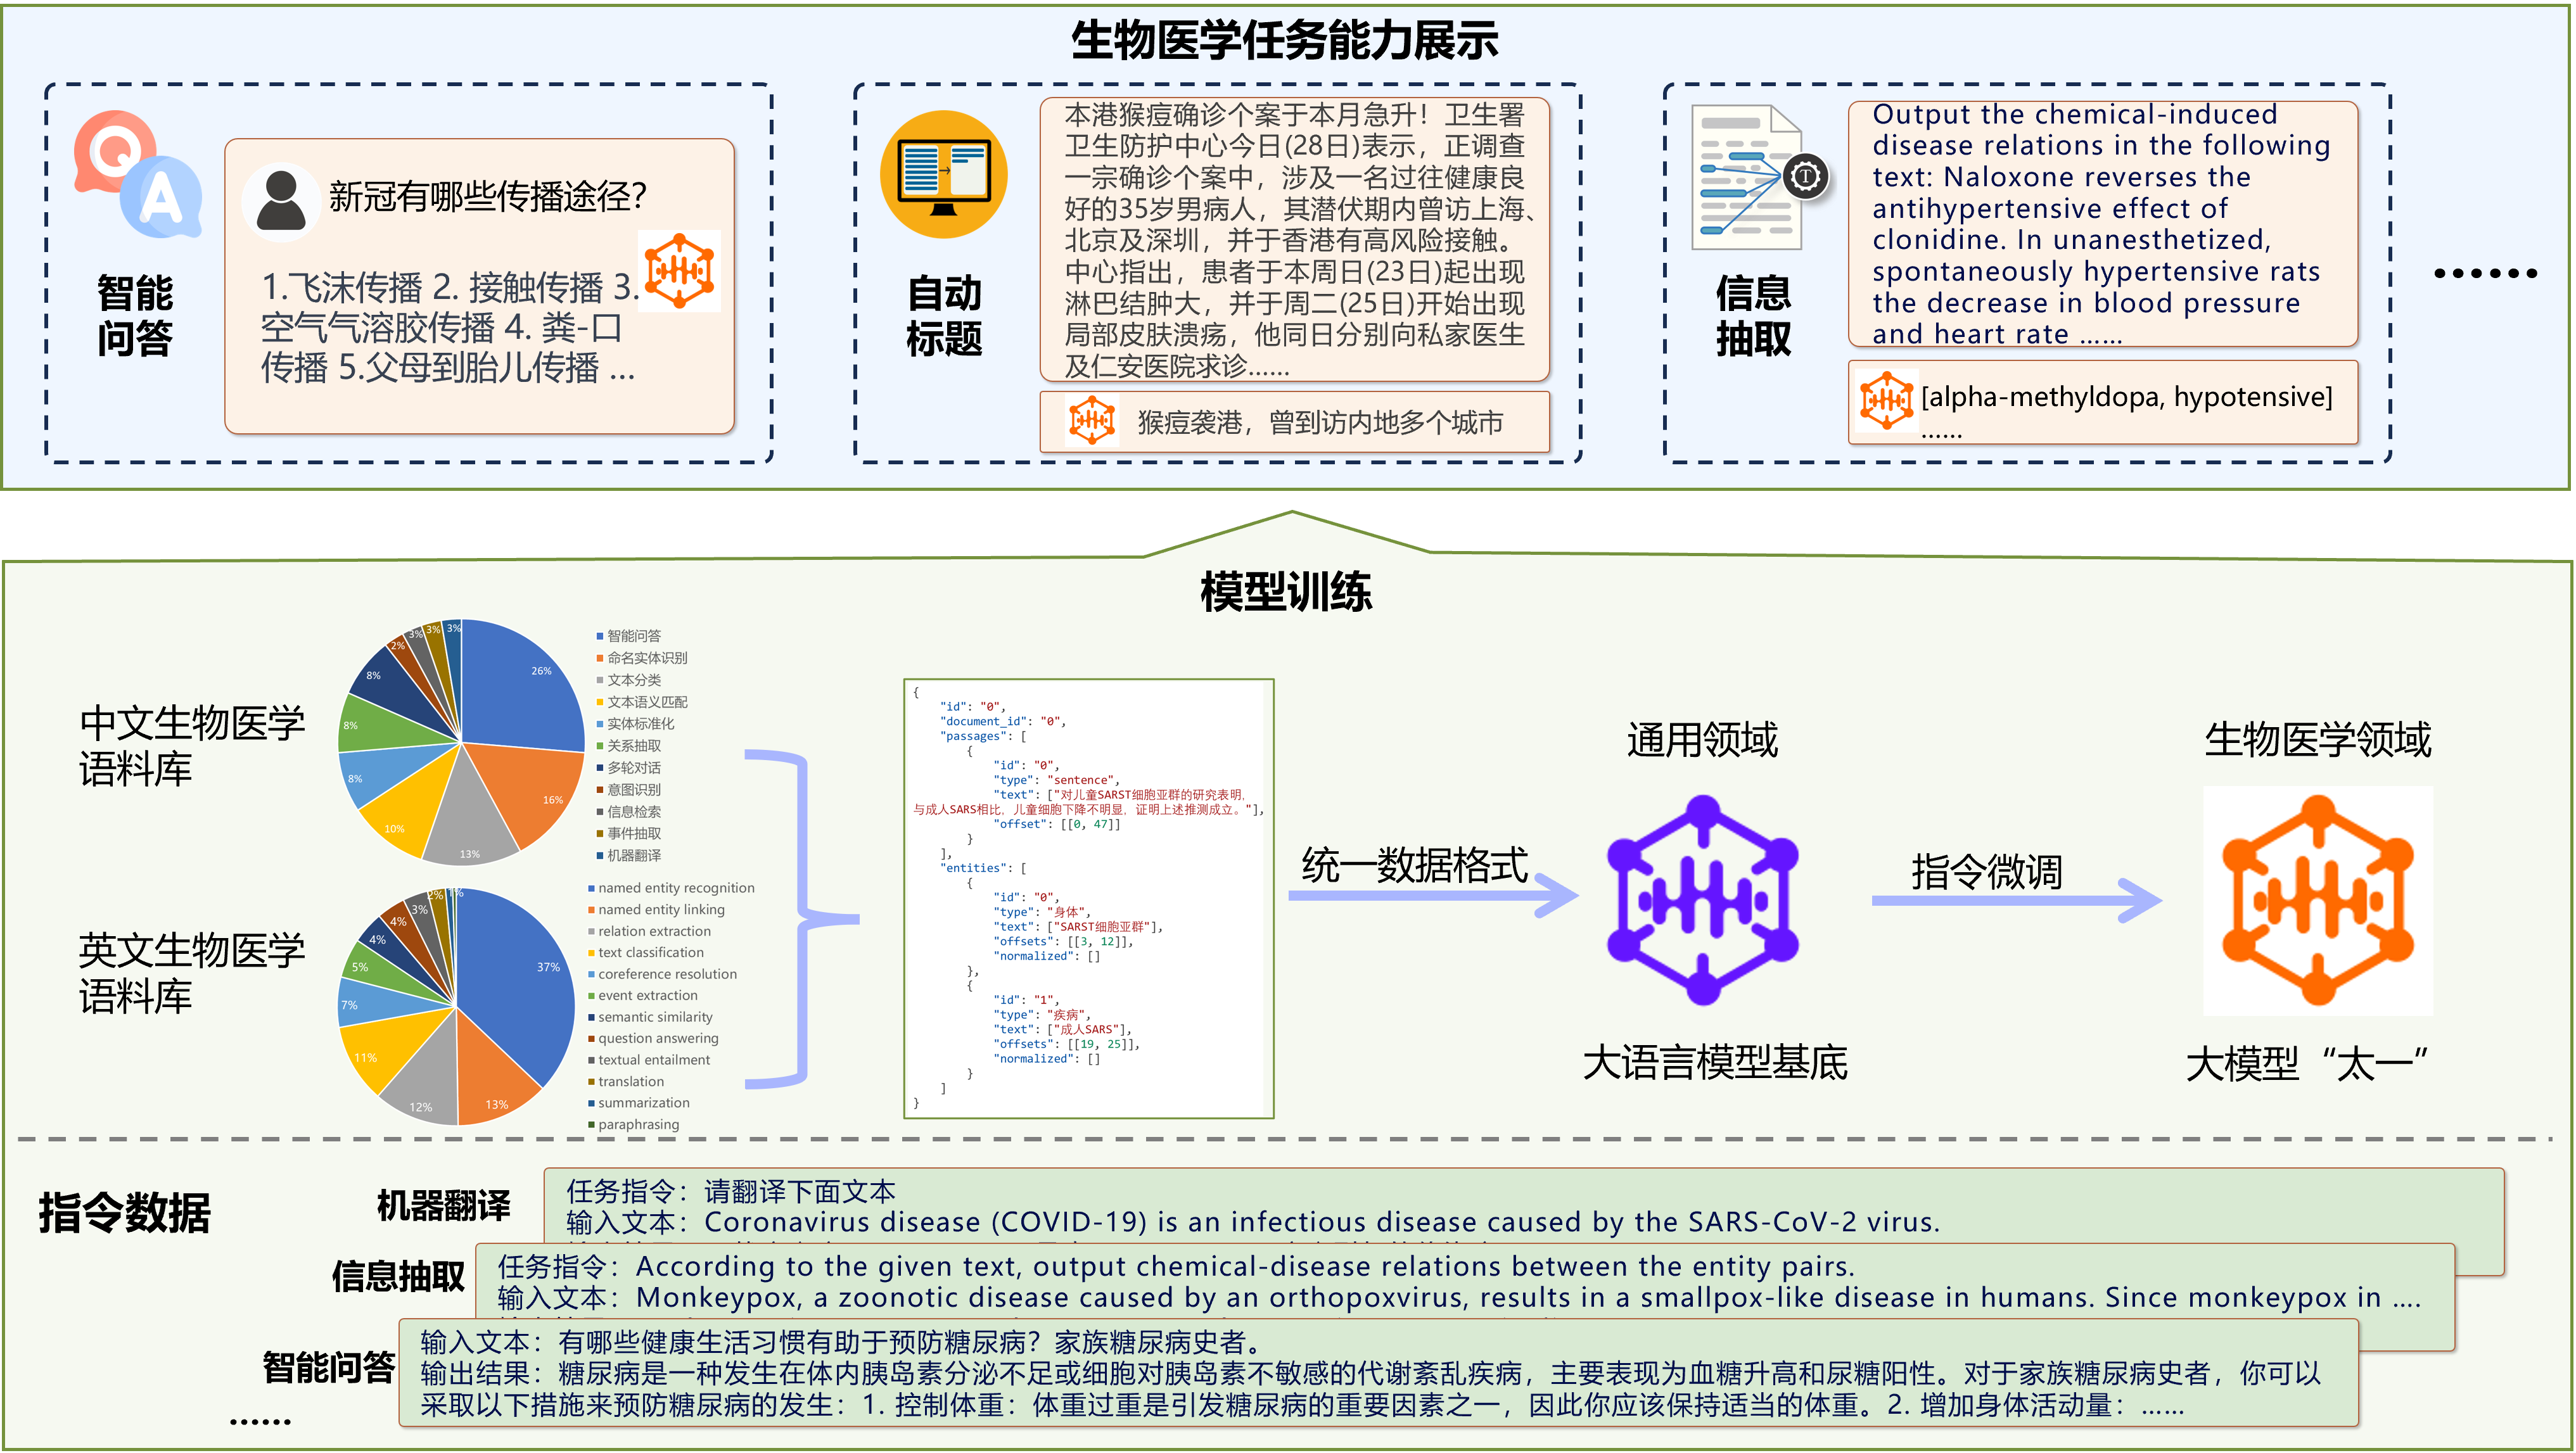 生物医学任务能力展示
智能
问答
新冠有哪些传播途径?
1.飞沫传播 2. 接触传播 3.
空气气溶胶传播 4. 粪-口
传播 5.父母到胎儿传播 ...
自动
标题
本港猴痘确诊个案于本月急升！卫生署
卫生防护中心今日(28日)表示，正调查
一宗确诊个案中，涉及一名过往健康良
好的35岁男病人，其潜伏期内曾访上海、
北京及深圳，并于香港有高风险接触。
中心指出，患者于本周日(23日)起出现
淋巴结肿大，并于周二(25日)开始出现
局部皮肤溃疡，他同日分别向私家医生
及仁安医院求诊......
猴痘袭港，曾到访内地多个城市
信息
抽取
Output the chemical-induced
disease relations in the following
text: Naloxone reverses the
antihypertensive effect of
clonidine. In unanesthetized,
spontaneously hypertensive rats
the decrease in blood pressure
and heart rate ......
[alpha-methyldopa, hypotensive]
......
......
模型训练
中文生物医学
语料库
26%
16%
13%
10%
8%
8%
8%
2%
3%
3%
3%
智能问答
命名实体识别
文本分类
文本语义匹配
实体标准化
关系抽取
多轮对话
意图识别
信息检索
事件抽取
机器翻译
英文生物医学
语料库
37%
13%
12%
11%
7%
5%
4%
4%
3%
2%
named entity recognition
named entity linking
relation extraction
text classification
coreference resolution
event extraction
semantic similarity
question answering
textual entailment
translation
summarization
paraphrasing
{
"id": "0",
"document_id": "0",
"passages": [
{
"id": "0",
"type": "sentence",
"text": ["对儿童SARST细胞亚群的研究表明，
与成人SARS相比，儿童细胞下降不明显，证明上述推测成立。"],
"offset": [[0, 47]]
}
],
"entities": [
{
"id": "0",
"type": "身体",
"text": ["SARST细胞亚群"],
"offsets": [[3, 12]],
"normalized": []
},
{
"id": "1",
"type": "疾病",
"text": ["成人SARS"],
"offsets": [[19, 25]],
"normalized": []
}
]
}
统一数据格式
通用领域
大语言模型基底
指令微调
生物医学领域
大模型“太一”
指令数据
机器翻译
任务指令：请翻译下面文本
输入文本：Coronavirus disease (COVID-19) is an infectious disease caused by the SARS-CoV-2 virus.
信息抽取
任务指令：According to the given text, output chemical-disease relations between the entity pairs.
输入文本：Monkeypox, a zoonotic disease caused by an orthopoxvirus, results in a smallpox-like disease in humans. Since monkeypox in ....
智能问答
输入文本：有哪些健康生活习惯有助于预防糖尿病？家族糖尿病史者。
输出结果：糖尿病是一种发生在体内胰岛素分泌不足或细胞对胰岛素不敏感的代谢紊乱疾病，主要表现为血糖升高和尿糖阳性。对于家族糖尿病史者，你可以
采取以下措施来预防糖尿病的发生：1. 控制体重：体重过重是引发糖尿病的重要因素之一，因此你应该保持适当的体重。2. 增加身体活动量：......
......